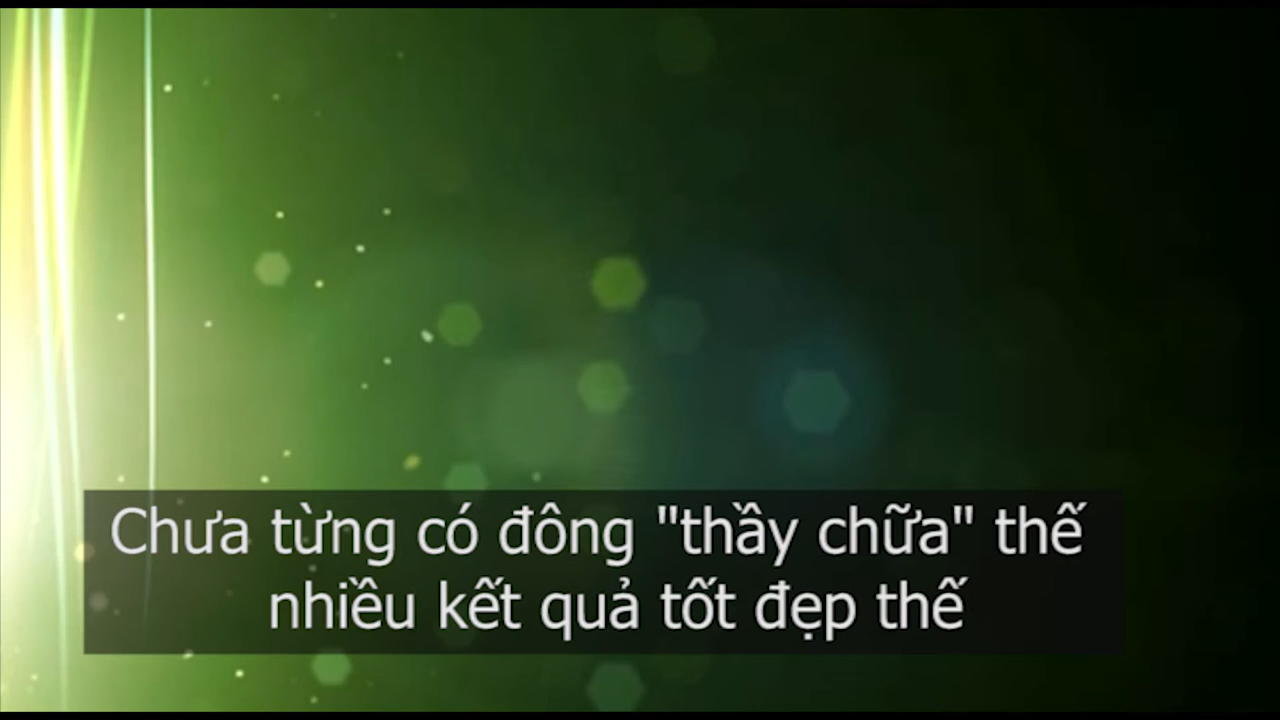 Chưa từng có đông "thầy chữa" thế
nhiều kết quả tốt đẹp thế